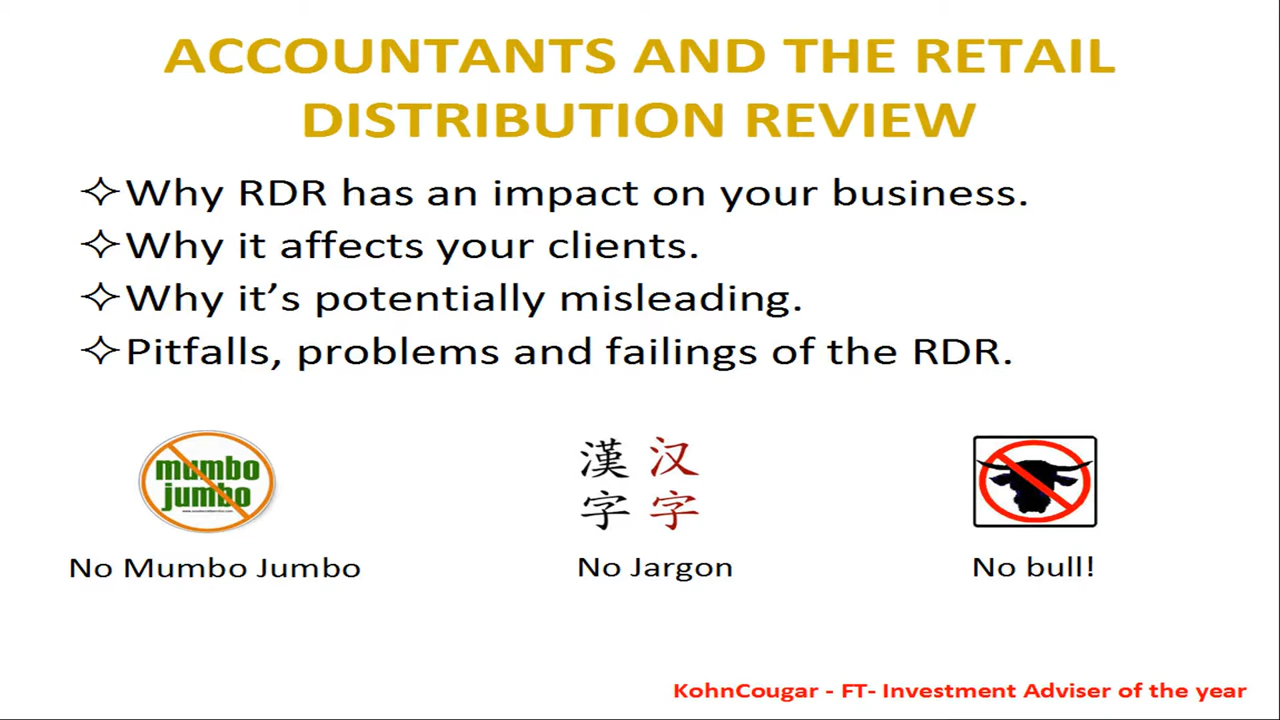 ACCOUNTANTS AND THE RETAIL
DISTRIBUTION REVIEW
Why RDR has an impact on your business.
Why it affects your clients.
Why it’s potentially misleading.
Pitfalls, problems and failings of the RDR.
mumbo
jumbo
漢 汉
字 字
No Mumbo Jumbo
No Jargon
No bull!
KohnCougar - FT- Investment Adviser of the year